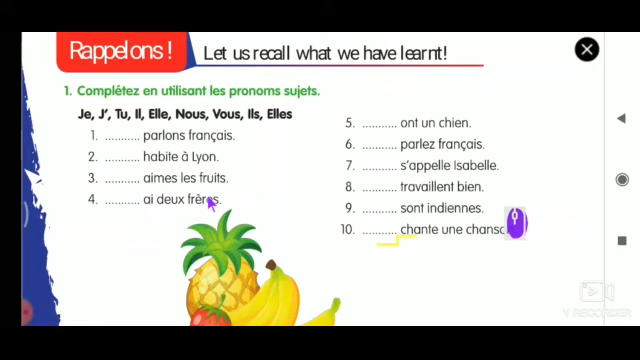 Rappelons !
Let us recall what we have learnt!
1. Complétez en utilisant les pronoms sujets.
Je, J', Tu, Il, Elle, Nous, Vous, Ils, Elles
1. ........... parlons français.
2. ........... habite à Lyon.
3. ........... aimes les fruits.
4. ........... ai deux frères.
5. ........... ont un chien.
6. ........... parlez français.
7. ........... s'appelle Isabelle.
8. ........... travaillent bien.
9. ........... sont indiennes.
10. ........... chante une
V RECORDER